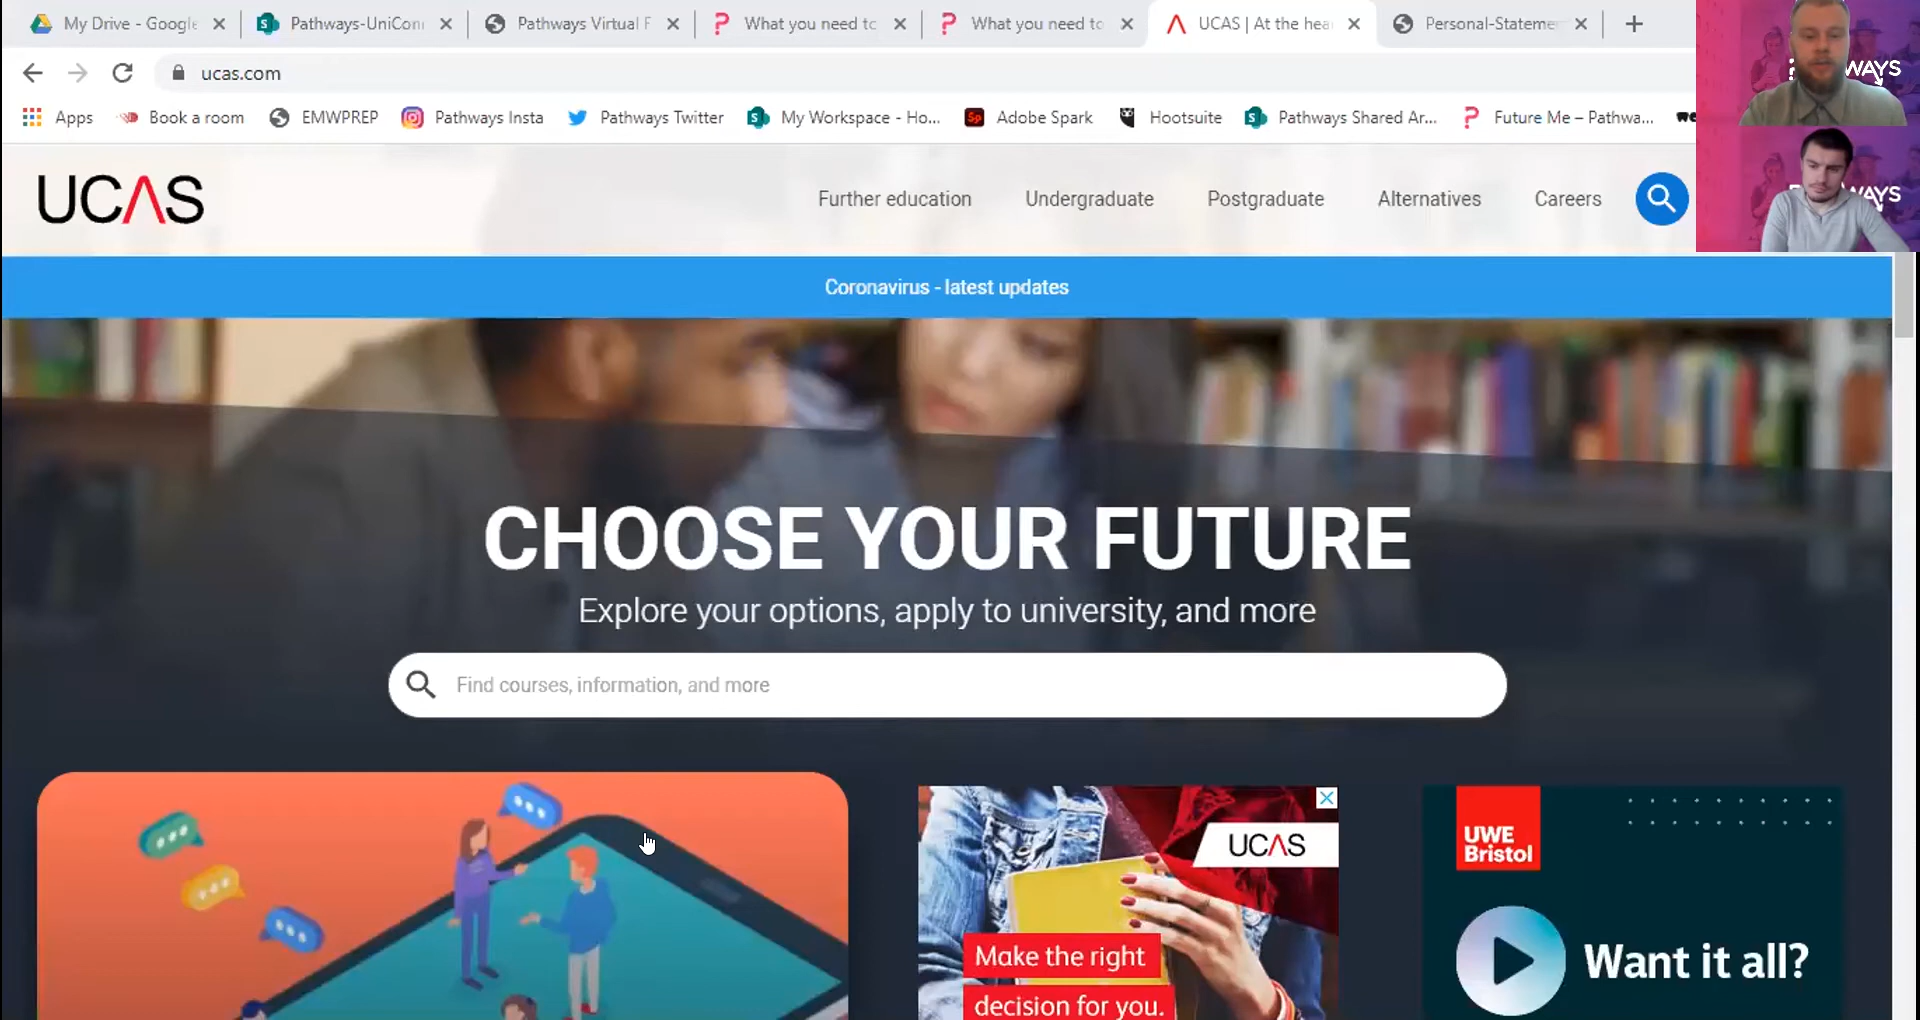 My Drive - Google
Pathways-UniConn
Pathways Virtual F
What you need to
What you need to
UCAS | At the hear
Personal-Stateme
ucas.com
Apps
Book a room
EMWPREP
Pathways Insta
Pathways Twitter
My Workspace - Ho...
Adobe Spark
Hootsuite
Pathways Shared Ar...
Future Me – Pathwa...
UCAS
Further education
Undergraduate
Postgraduate
Alternatives
Careers
Coronavirus - latest updates
CHOOSE YOUR FUTURE
Explore your options, apply to university, and more
Find courses, information, and more
UCAS
Make the right
decision for you.
UWE
Bristol
Want it all?